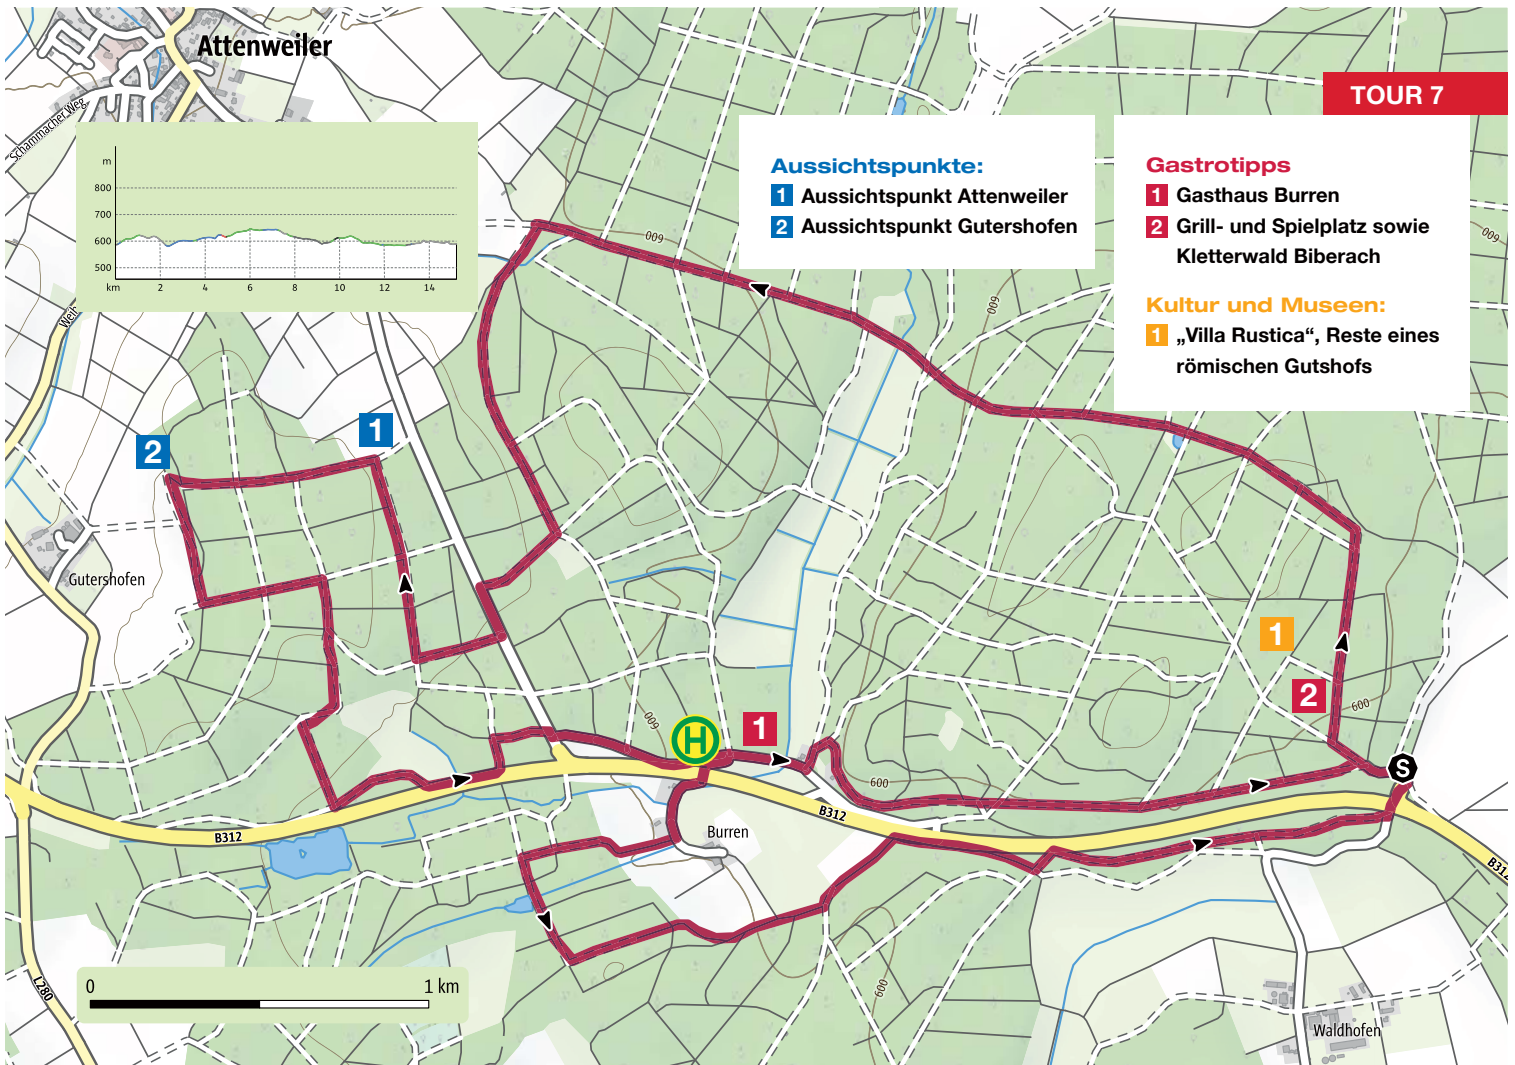 Attenweiler
TOUR 7
Schammacher Weg
m
800
700
600
500
km
2
4
6
8
10
12
14
Aussichtspunkte:
1 Aussichtspunkt Attenweiler
2 Aussichtspunkt Gutershofen
Gastrotipps
1 Gasthaus Burren
2 Grill- und Spielplatz sowie
Kletterwald Biberach
Kultur und Museen:
1 „Villa Rustica“, Reste eines
römischen Gutshofs
600
600
600
Weih
1
2
Gutershofen
1
2
600
600
H
1
S
600
B312
B312
Burren
B312
600
L280
0
1 km
Waldhofen